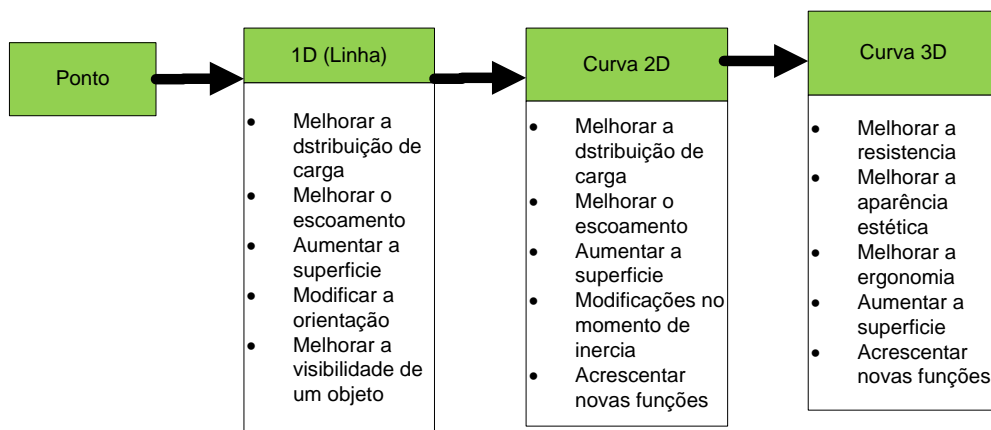 Ponto
1D (Linha)
Melhorar a
dstribuição de
carga
Melhorar o
escoamento
Aumentar a
superficie
Modificar a
orientação
Melhorar a
visibilidade de
um objeto
Curva 2D
Melhorar a
dstribuição de
carga
Melhorar o
escoamento
Aumentar a
superficie
Modificações no
momento de
inercia
Acrescentar
novas funções
Curva 3D
Melhorar a
resistencia
Melhorar a
aparência
estética
Melhorar a
ergonomia
Aumentar a
superficie
Acrescentar
novas funções